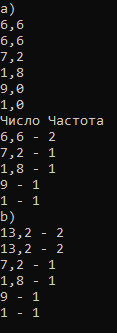 a)
6,6
6,6
7,2
1,8
9,0
1,0
Число Частота
6,6 - 2
7,2 - 1
1,8 - 1
9 - 1
1 - 1
b)
13,2 - 2
13,2 - 2
7,2 - 1
1,8 - 1
9 - 1
1 - 1